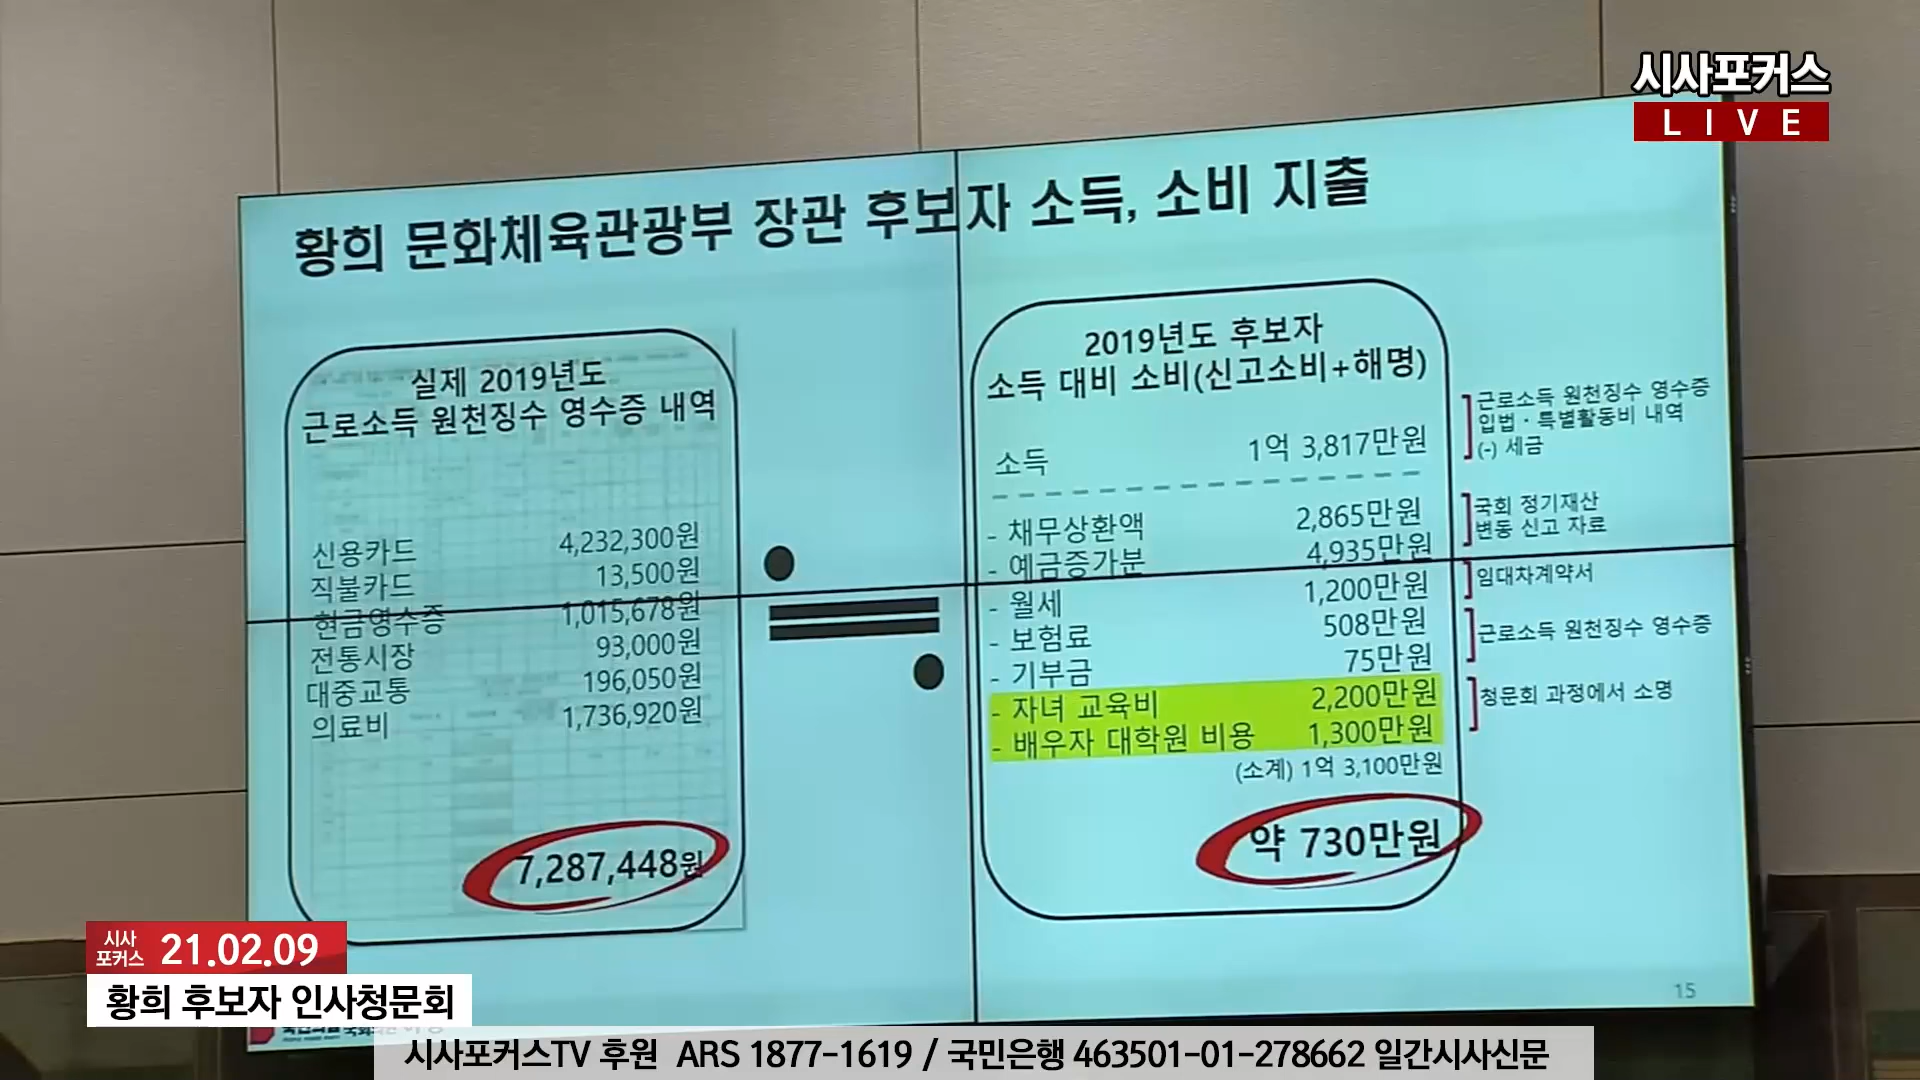 시사포커스
LIVE
황희 문화체육관광부 장관 후보자 소득, 소비 지출
실제 2019년도
근로소득 원천징수 영수증 내역
신용카드 4,232,300원
직불카드 13,500원
현금영수증 1,015,678원
전통시장 93,000원
대중교통 196,050원
의료비 1,736,920원
7,287,448원
2019년도 후보자
소득 대비 소비(신고소비+해명)
소득 1억 3,817만원
- 채무상환액 2,865만원
- 예금증가분 4,935만원
- 월세 1,200만원
- 보험료 508만원
- 기부금 75만원
- 자녀 교육비 2,200만원
- 배우자 대학원 비용 1,300만원
(소계) 1억 3,100만원
약 730만원
근로소득 원천징수 영수증
입법·특별활동비 내역
(-) 세금
국회 정기재산
변동 신고 자료
임대차계약서
근로소득 원천징수 영수증
청문회 과정에서 소명
15
시사
포커스 21.02.09
황희 후보자 인사청문회
시사포커스TV 후원 ARS 1877-1619 / 국민은행 463501-01-278662 일간시사신문